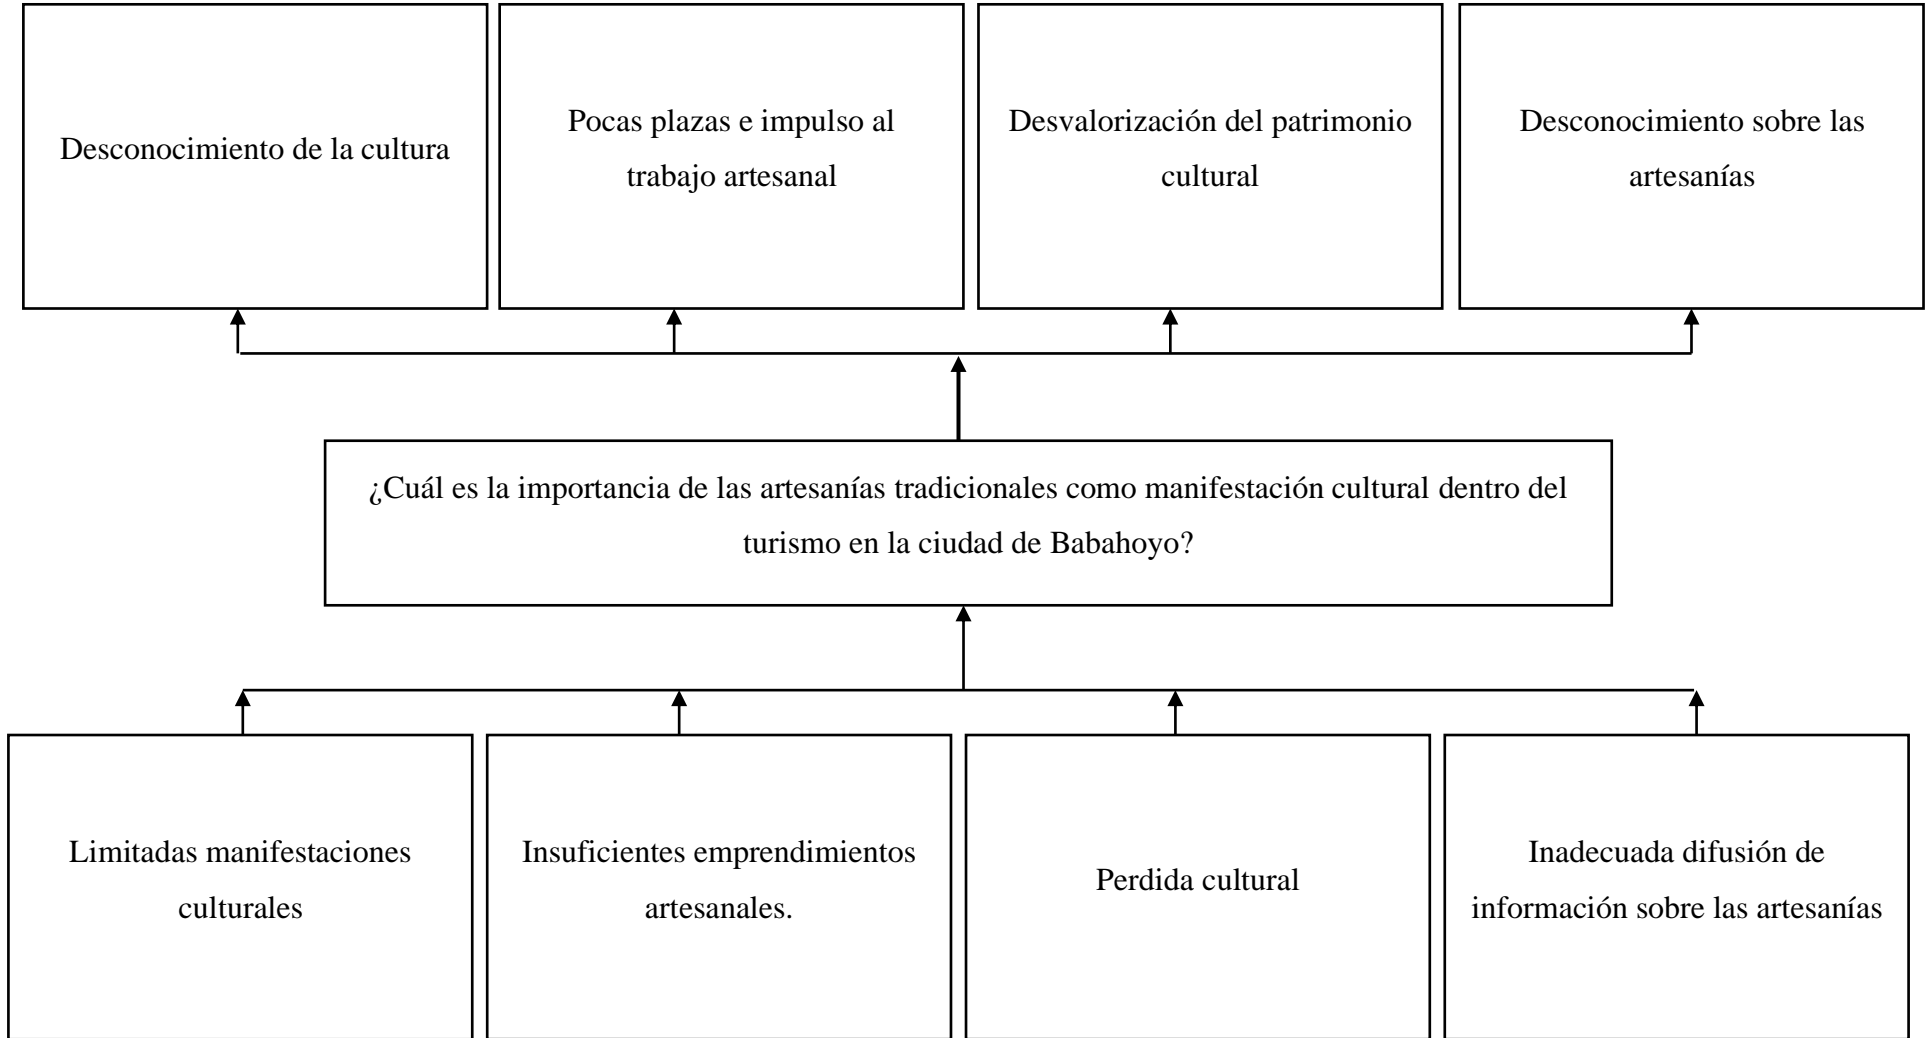 Desconocimiento de la cultura
Pocas plazas e impulso al
trabajo artesanal
Desvalorización del patrimonio
cultural
Desconocimiento sobre las
artesanías
¿Cuál es la importancia de las artesanías tradicionales como manifestación cultural dentro del
turismo en la ciudad de Babahoyo?
Limitadas manifestaciones
culturales
Insuficientes emprendimientos
artesanales.
Perdida cultural
Inadecuada difusión de
información sobre las artesanías